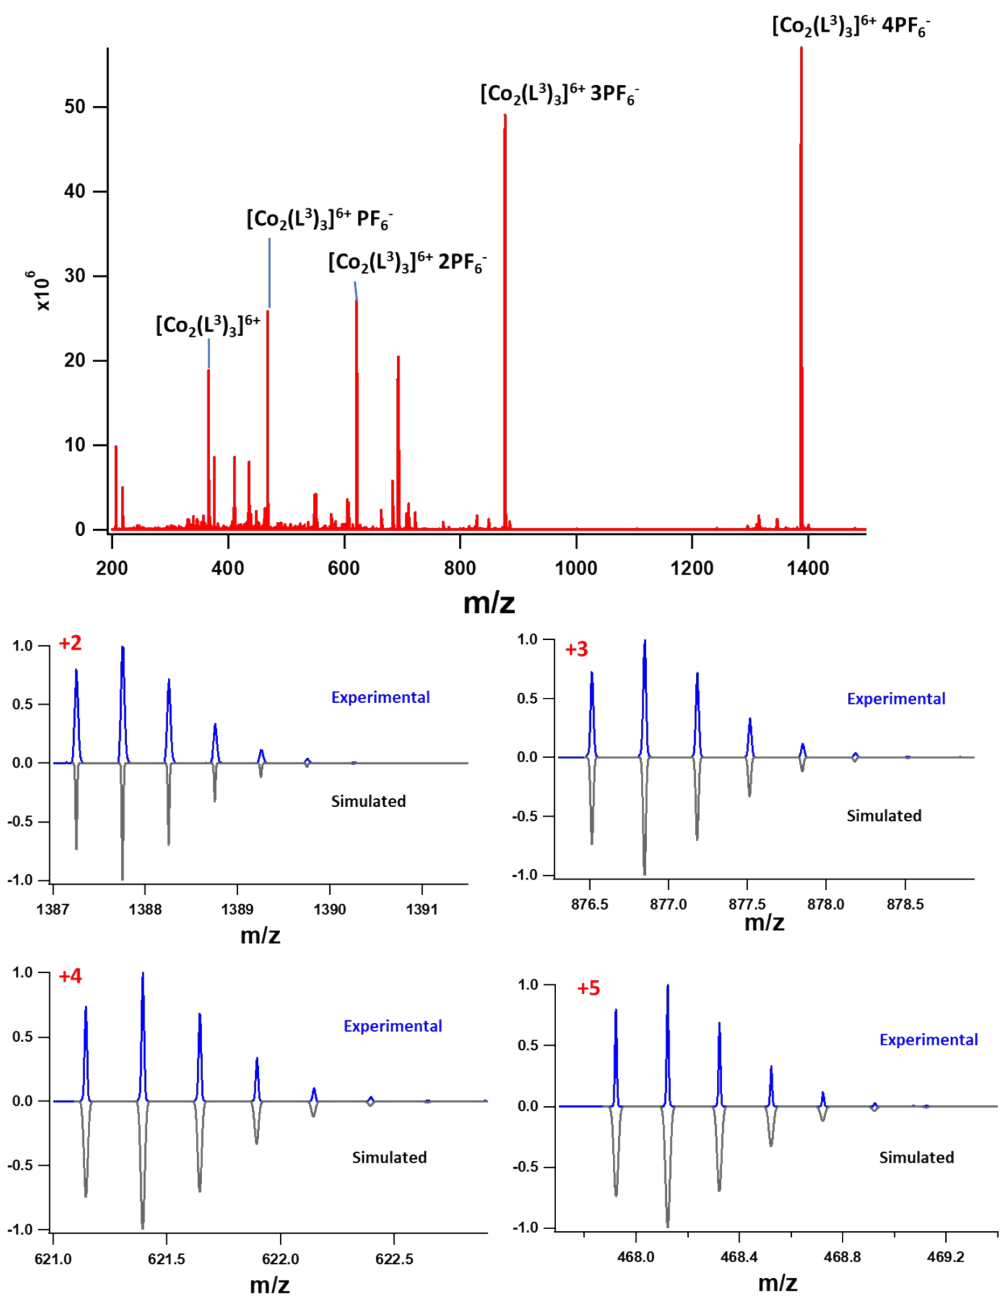 [Co₂(L³)₃]⁶⁺ 4PF₆⁻
[Co₂(L³)₃]⁶⁺ 3PF₆⁻
[Co₂(L³)₃]⁶⁺ PF₆⁻
[Co₂(L³)₃]⁶⁺ 2PF₆⁻
[Co₂(L³)₃]⁶⁺
x10⁶
50
40
30
20
10
0
200 400 600 800 1000 1200 1400
m/z
+2
1.0
0.5
0.0
-0.5
-1.0
Experimental
Simulated
1387 1388 1389 1390 1391
m/z
+3
1.0
0.5
0.0
-0.5
-1.0
Experimental
Simulated
876.5 877.0 877.5 878.0 878.5
m/z
+4
1.0
0.5
0.0
-0.5
-1.0
Experimental
Simulated
621.0 621.5 622.0 622.5
m/z
+5
1.0
0.5
0.0
-0.5
-1.0
Experimental
Simulated
468.0 468.4 468.8 469.2
m/z